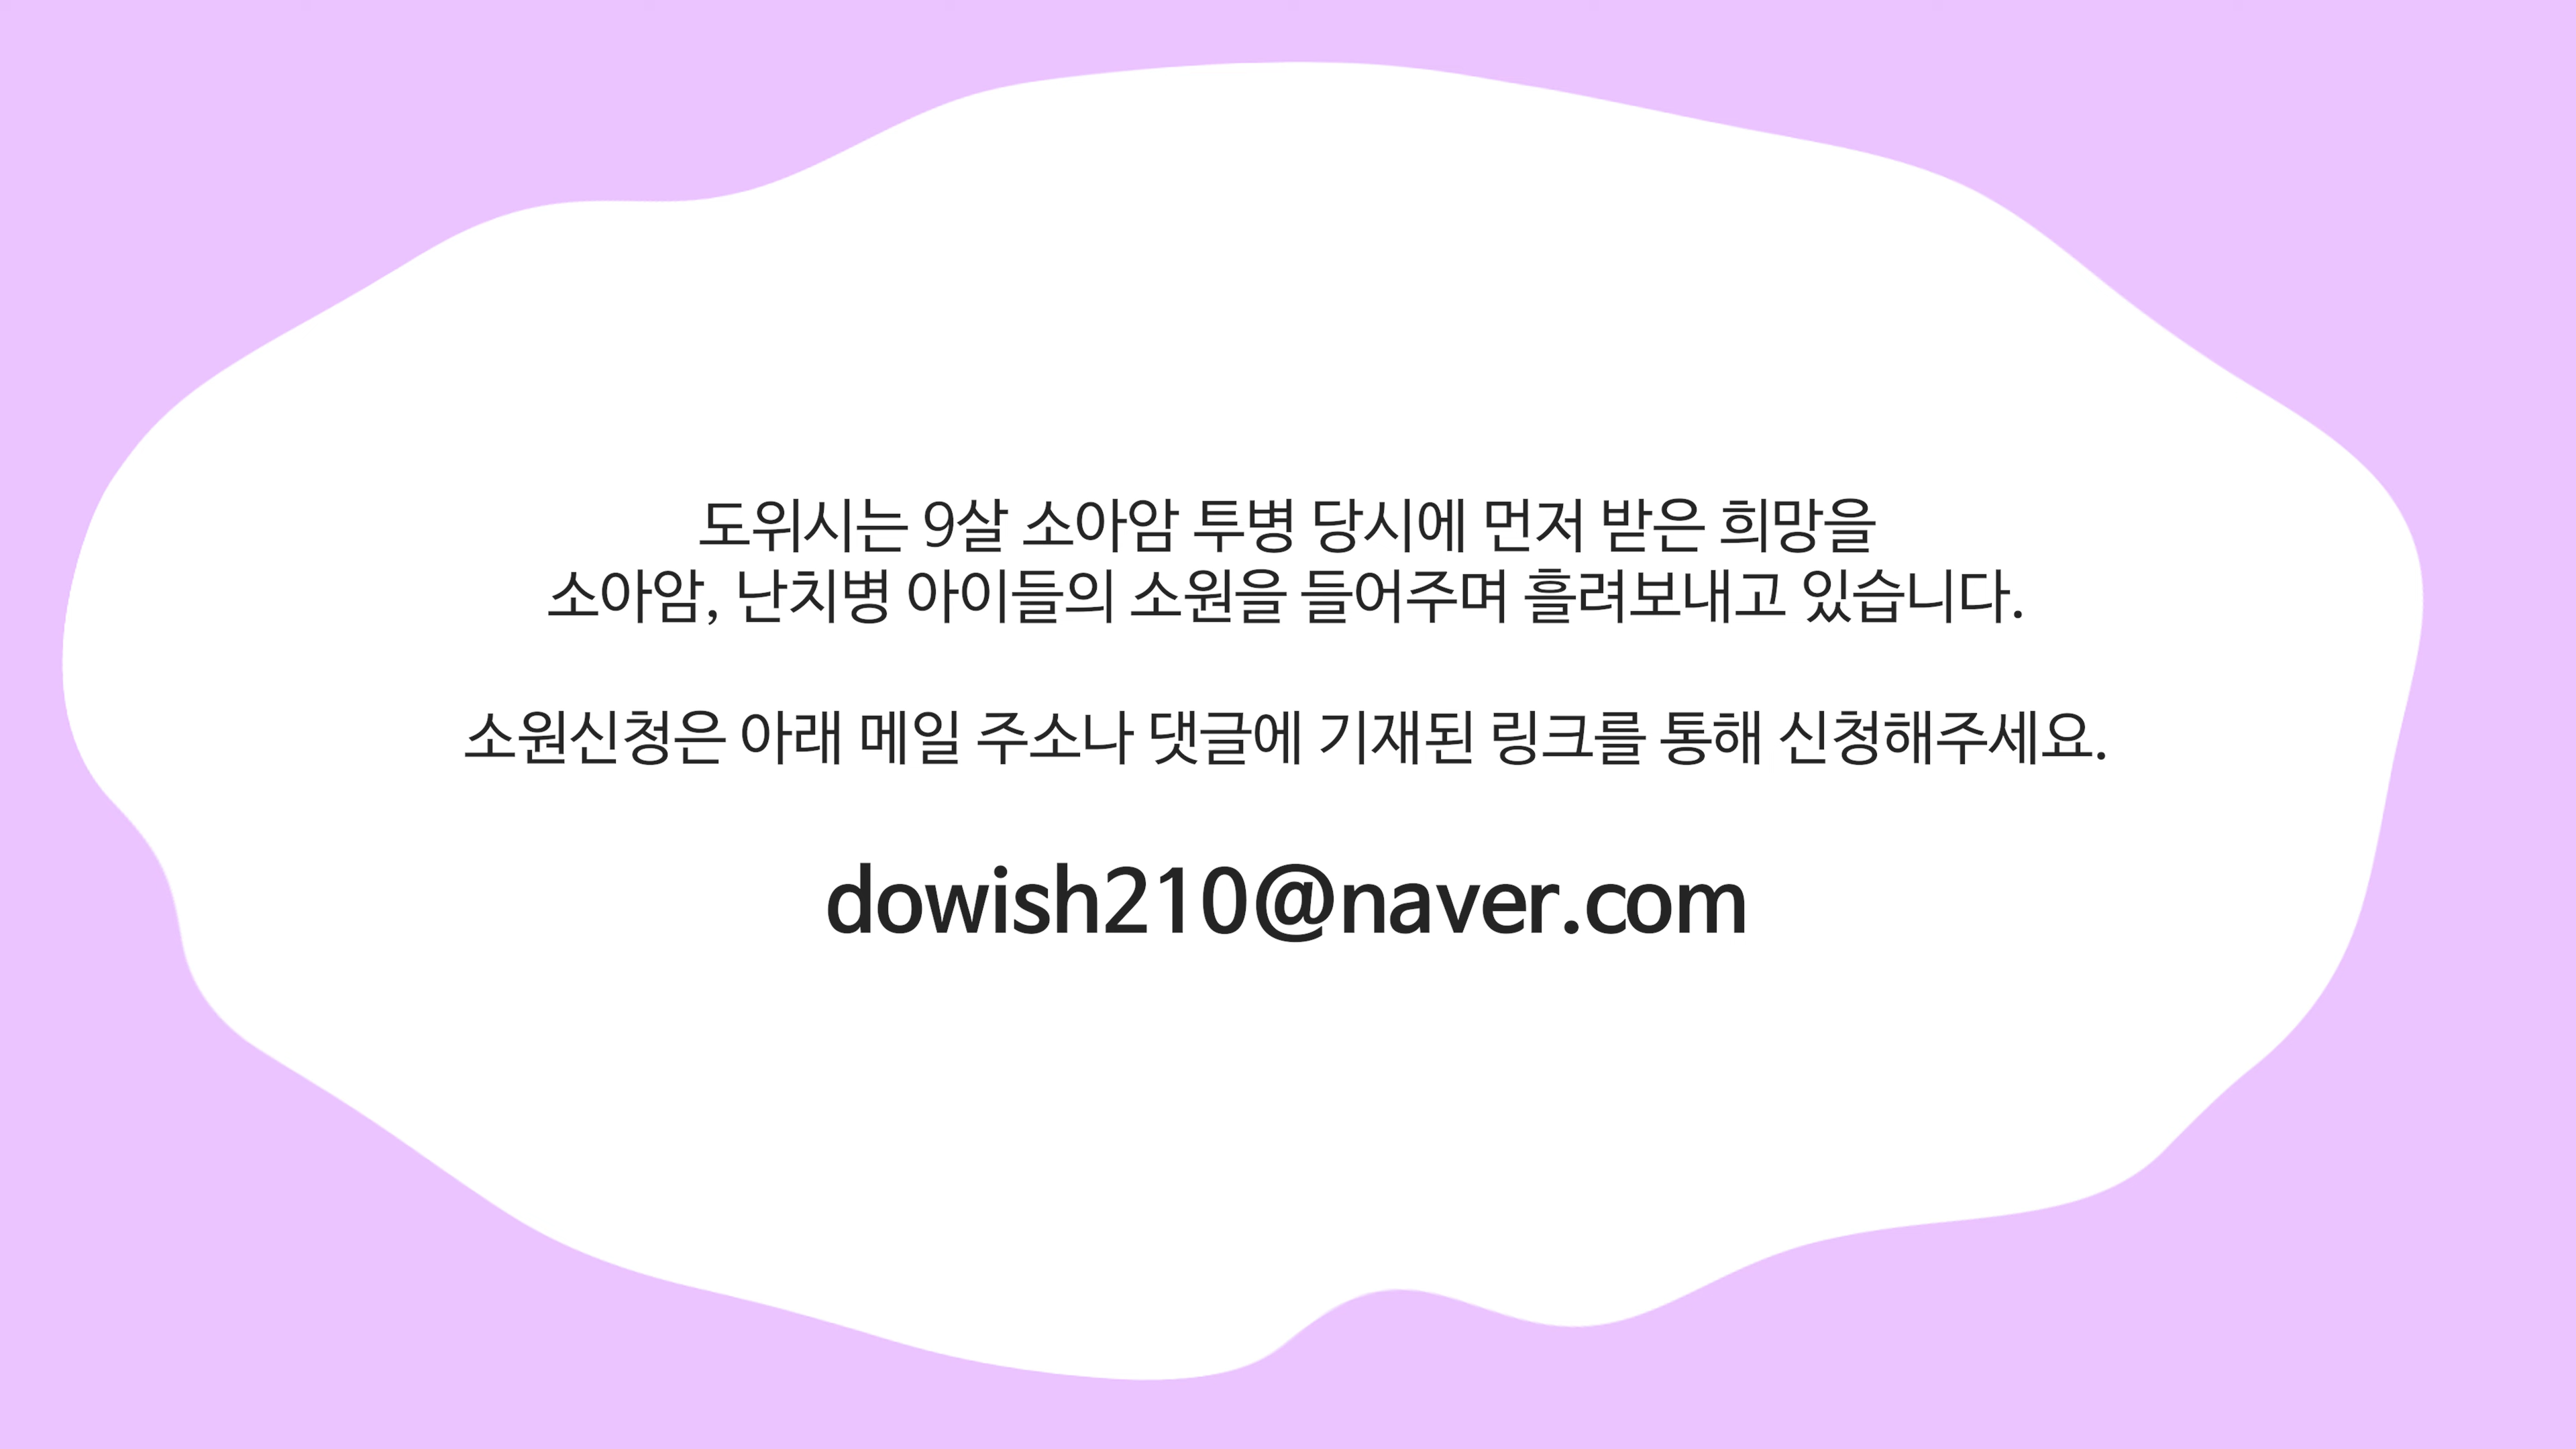 도위시는 9살 소아암 투병 당시에 먼저 받은 희망을
소아암, 난치병 아이들의 소원을 들어주며 흘려보내고 있습니다.
소원신청은 아래 메일 주소나 댓글에 기재된 링크를 통해 신청해주세요.
dowish210@naver.com